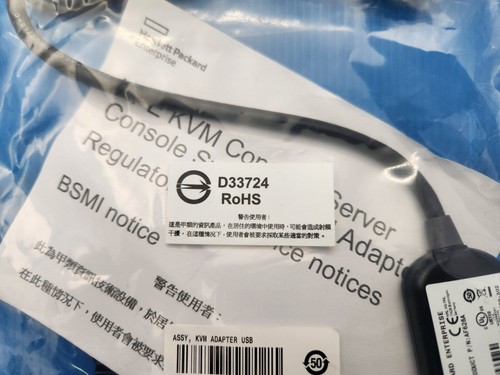 Hewlett Packard
Enterprise
KVM Con
Console S Server
Adapt
Regulato notices
BSMI notice
D33724
RoHS
警告使用者：
這是甲類的資訊產品，在居住的環境中使用時，可能會造成射頻
干擾，在這種情況下，使用者會被要求採取某些適當的對策。
警告使用者：
此為甲類資訊技術設備，於居
在此種情況下，使用者會被要求
ASSY, KVM ADAPTER USB
50
ARD ENTERPRISE
PRODUCT P/N:AF628A